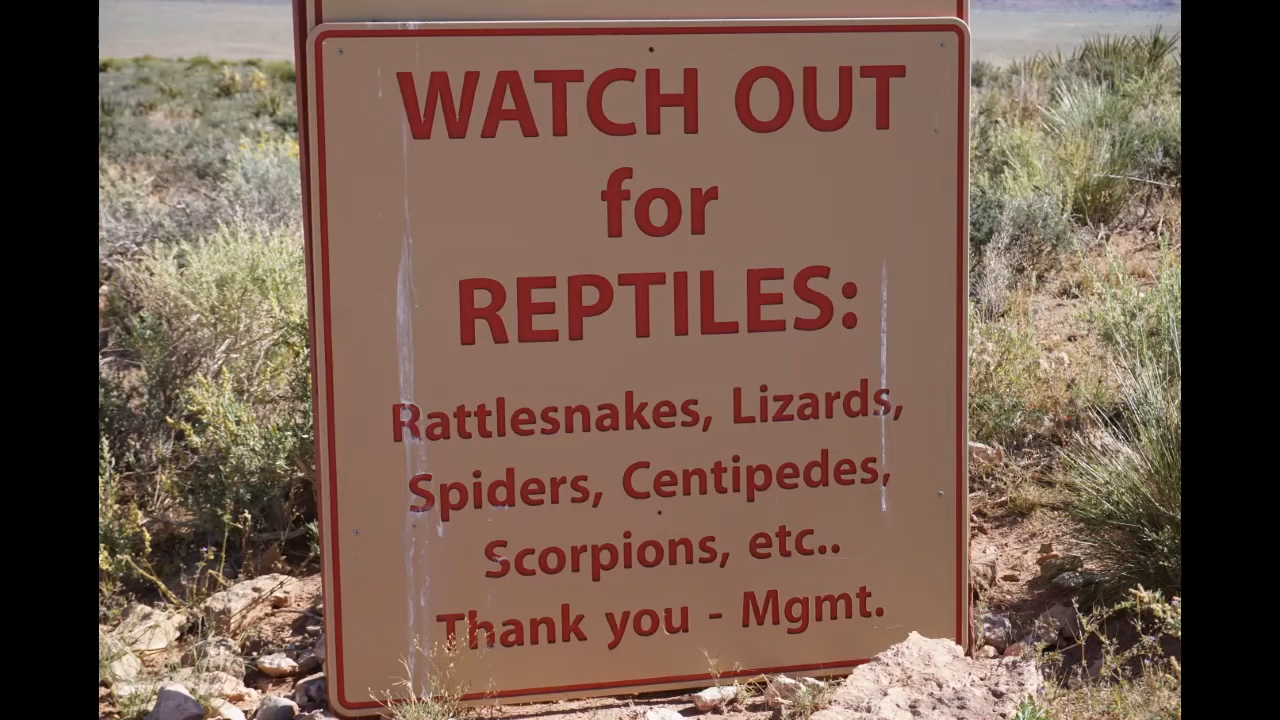 WATCH OUT
for
REPTILES:
Rattlesnakes, Lizards,
Spiders, Centipedes,
Scorpions, etc..
Thank you - Mgmt.